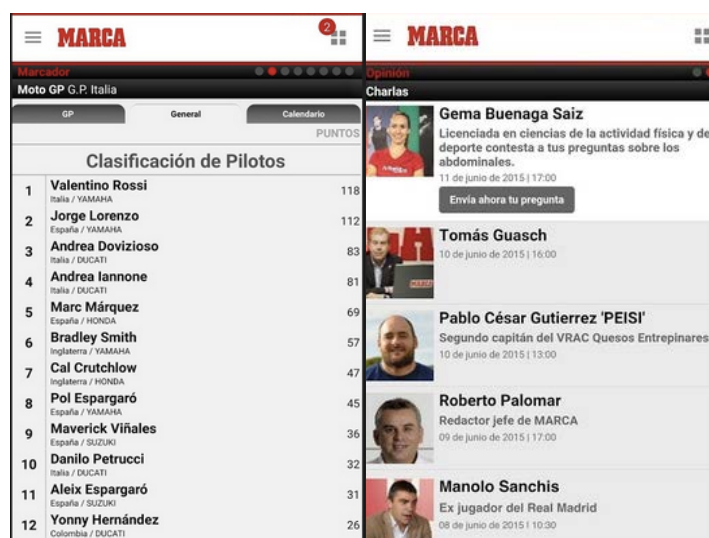 MARCA
2
Marcador
Moto GP G.P. Italia
GP
General
Calendario
PUNTOS
Clasificación de Pilotos
1
Valentino Rossi
Italia / YAMAHA
118
2
Jorge Lorenzo
España / YAMAHA
112
3
Andrea Dovizioso
Italia / DUCATI
83
4
Andrea Iannone
Italia / DUCATI
81
5
Marc Márquez
España / HONDA
69
6
Bradley Smith
Inglaterra / YAMAHA
57
7
Cal Crutchlow
Inglaterra / HONDA
47
8
Pol Espargaró
España / YAMAHA
45
9
Maverick Viñales
España / SUZUKI
36
10
Danilo Petrucci
Italia / DUCATI
32
11
Aleix Espargaró
España / SUZUKI
31
12
Yonny Hernández
Colombia / DUCATI
26
MARCA
Opinión
Charlas
Gema Buenaga Saiz
Licenciada en ciencias de la actividad física y de
deporte contesta a tus preguntas sobre los
abdominales.
11 de junio de 2015 | 17:00
Envía ahora tu pregunta
Tomás Guasch
10 de junio de 2015 | 16:00
Pablo César Gutierrez 'PEISI'
Segundo capitán del VRAC Quesos Entrepinares
10 de junio de 2015 | 13:00
Roberto Palomar
Redactor jefe de MARCA
09 de junio de 2015 | 17:00
Manolo Sanchis
Ex jugador del Real Madrid
08 de junio de 2015 | 10:30